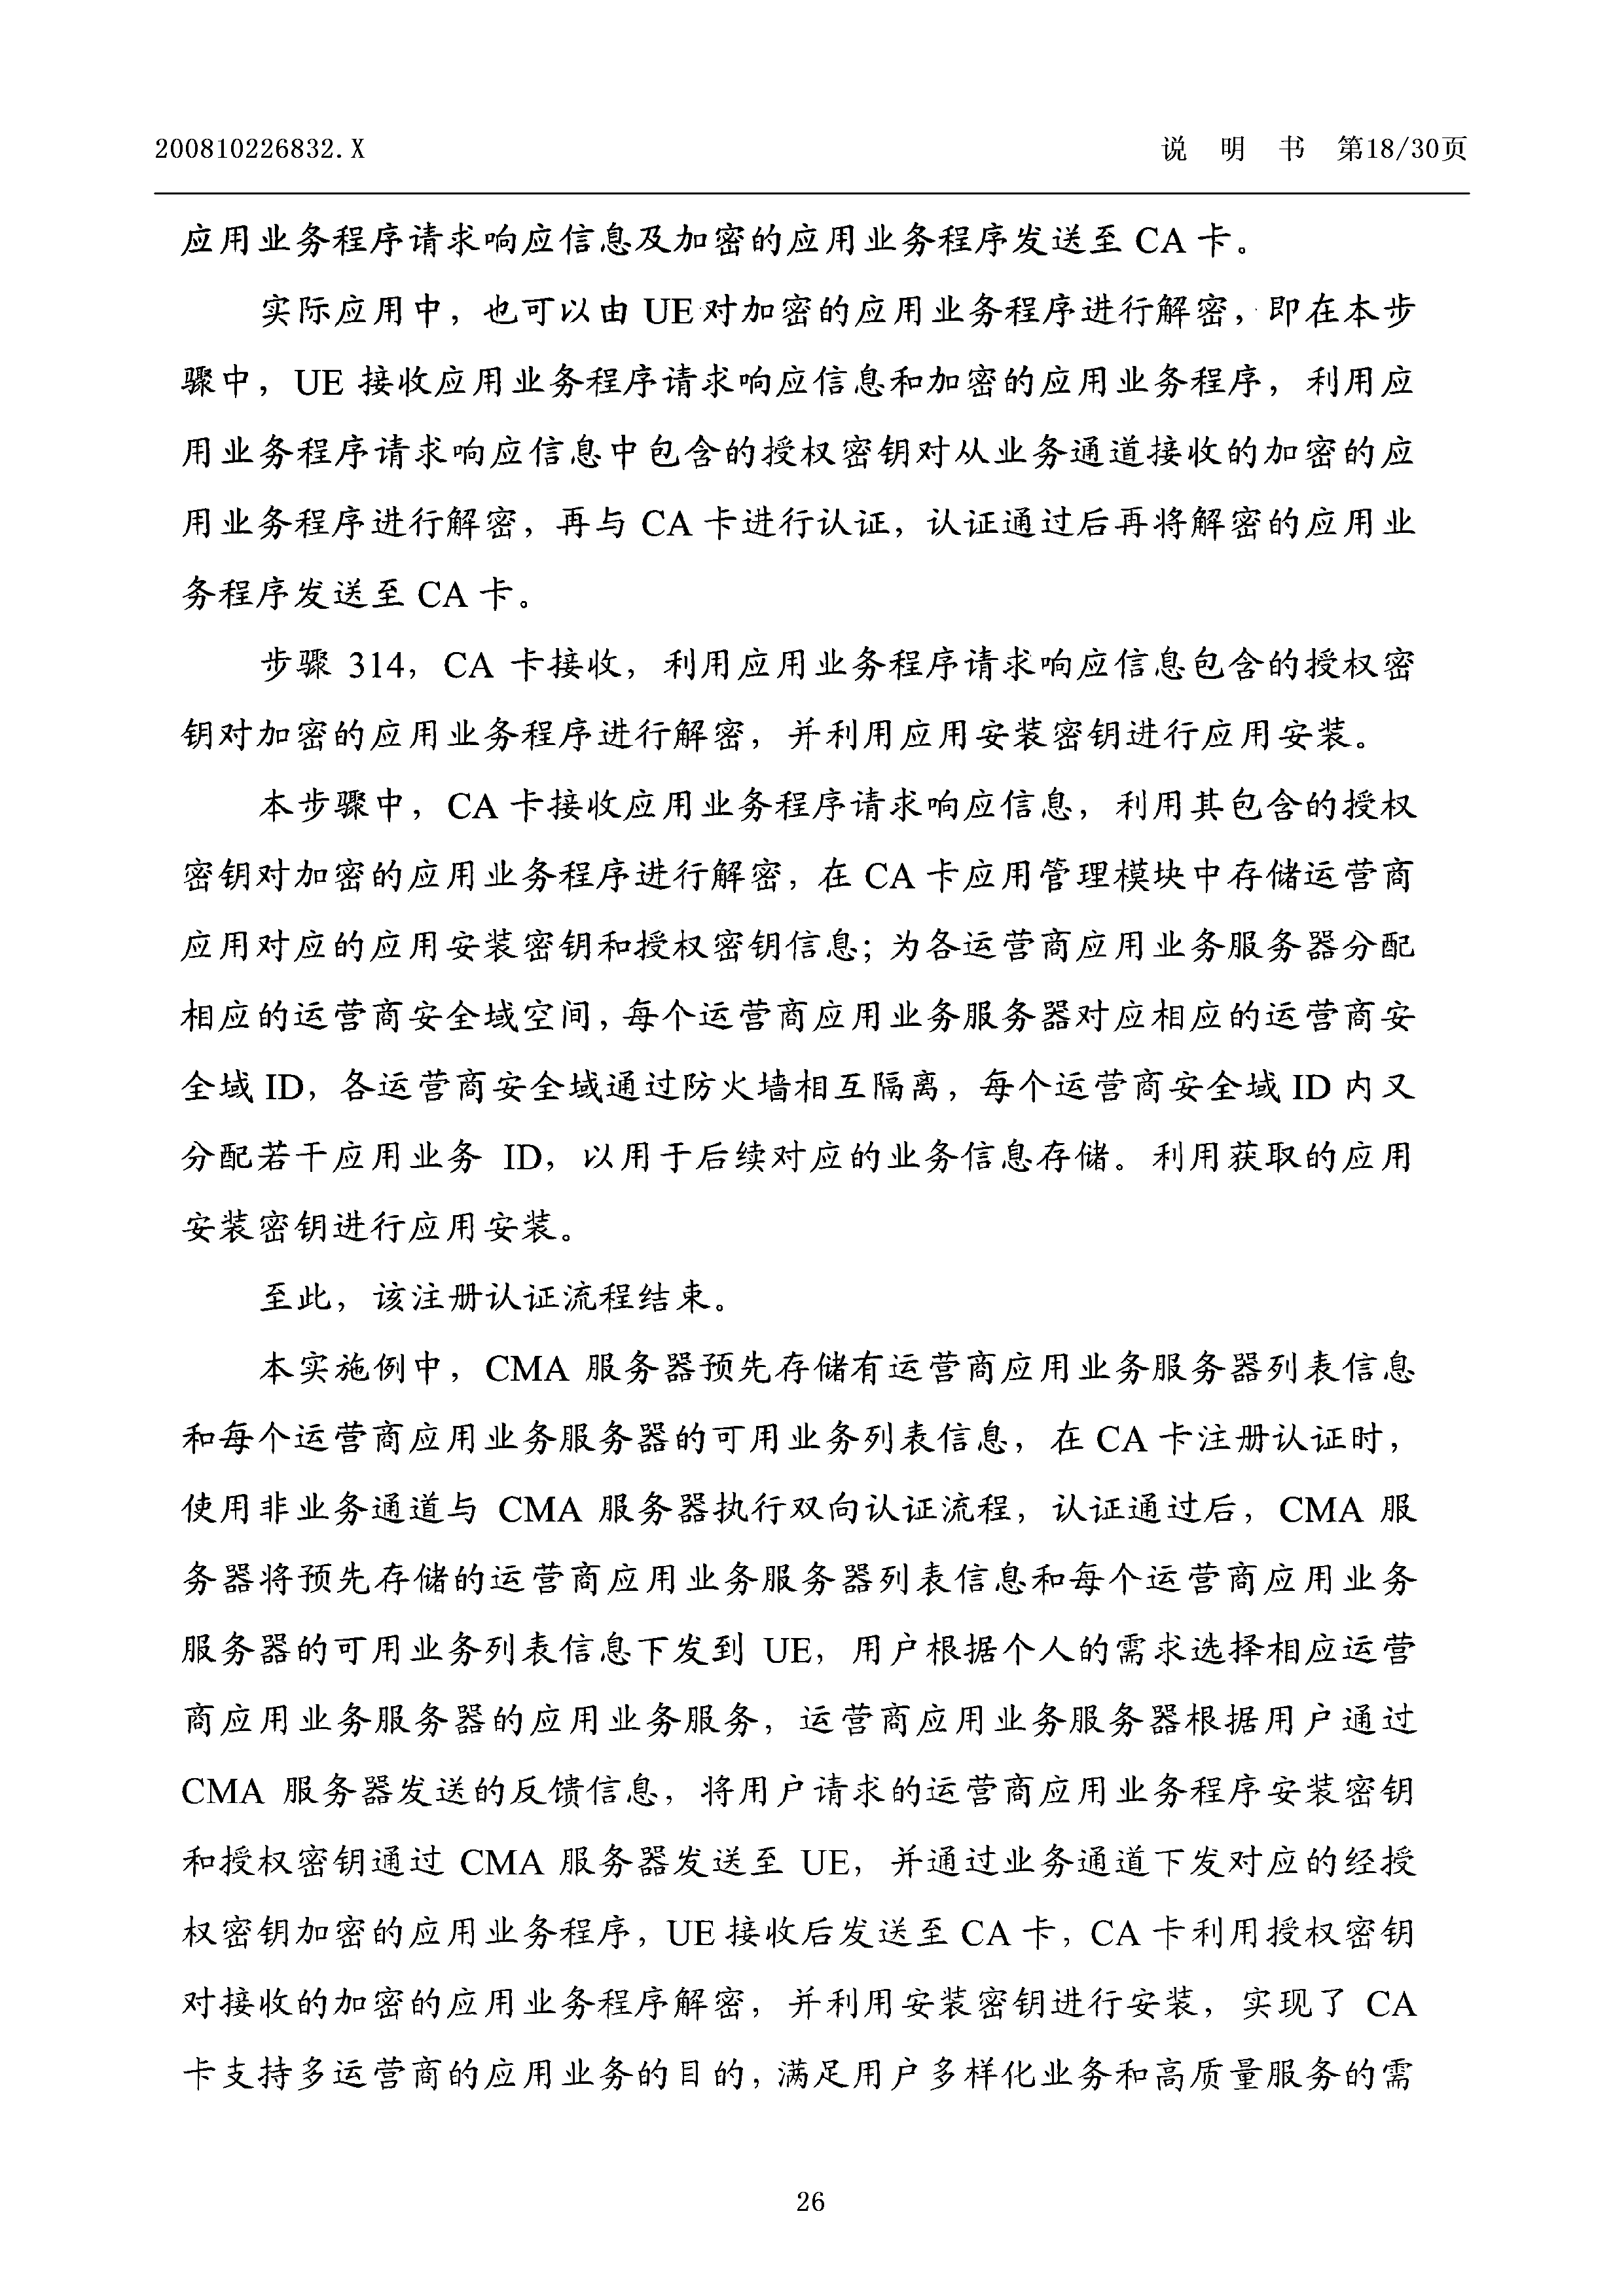 200810226832.X 说 明 书 第18/30页
应用业务程序请求响应信息及加密的应用业务程序发送至 CA 卡。
实际应用中，也可以由 UE 对加密的应用业务程序进行解密，即在本步
骤中，UE 接收应用业务程序请求响应信息和加密的应用业务程序，利用应
用业务程序请求响应信息中包含的授权密钥对从业务通道接收的加密的应
用业务程序进行解密，再与 CA 卡进行认证，认证通过后再将解密的应用业
务程序发送至 CA 卡。
步骤 314，CA 卡接收，利用应用业务程序请求响应信息包含的授权密
钥对加密的应用业务程序进行解密，并利用应用安装密钥进行应用安装。
本步骤中，CA 卡接收应用业务程序请求响应信息，利用其包含的授权
密钥对加密的应用业务程序进行解密，在 CA 卡应用管理模块中存储运营商
应用对应的应用安装密钥和授权密钥信息；为各运营商应用业务服务器分配
相应的运营商安全域空间，每个运营商应用业务服务器对应相应的运营商安
全域 ID，各运营商安全域通过防火墙相互隔离，每个运营商安全域 ID 内又
分配若干应用业务 ID，以用于后续对应的业务信息存储。利用获取的应用
安装密钥进行应用安装。
至此，该注册认证流程结束。
本实施例中，CMA 服务器预先存储有运营商应用业务服务器列表信息
和每个运营商应用业务服务器的可用业务列表信息，在 CA 卡注册认证时，
使用非业务通道与 CMA 服务器执行双向认证流程，认证通过后，CMA 服
务器将预先存储的运营商应用业务服务器列表信息和每个运营商应用业务
服务器的可用业务列表信息下发到 UE，用户根据个人的需求选择相应运营
商应用业务服务器的应用业务服务，运营商应用业务服务器根据用户通过
CMA 服务器发送的反馈信息，将用户请求的运营商应用业务程序安装密钥
和授权密钥通过 CMA 服务器发送至 UE，并通过业务通道下发对应的经授
权密钥加密的应用业务程序，UE 接收后发送至 CA 卡，CA 卡利用授权密钥
对接收的加密的应用业务程序解密，并利用安装密钥进行安装，实现了 CA
卡支持多运营商的应用业务的目的，满足用户多样化业务和高质量服务的需
26